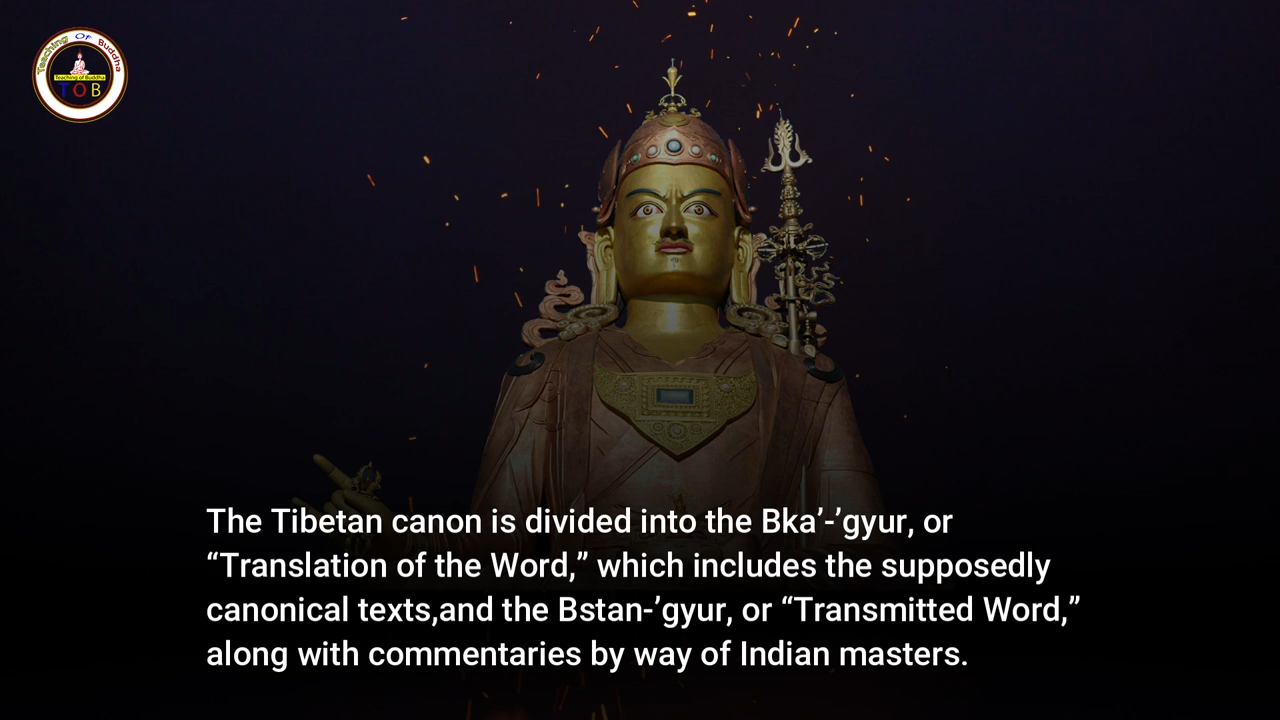 Teaching Of Buddha
Teaching of Buddha
T O B
The Tibetan canon is divided into the Bka’-’gyur, or
“Translation of the Word,” which includes the supposedly
canonical texts,and the Bstan-’gyur, or “Transmitted Word,”
along with commentaries by way of Indian masters.